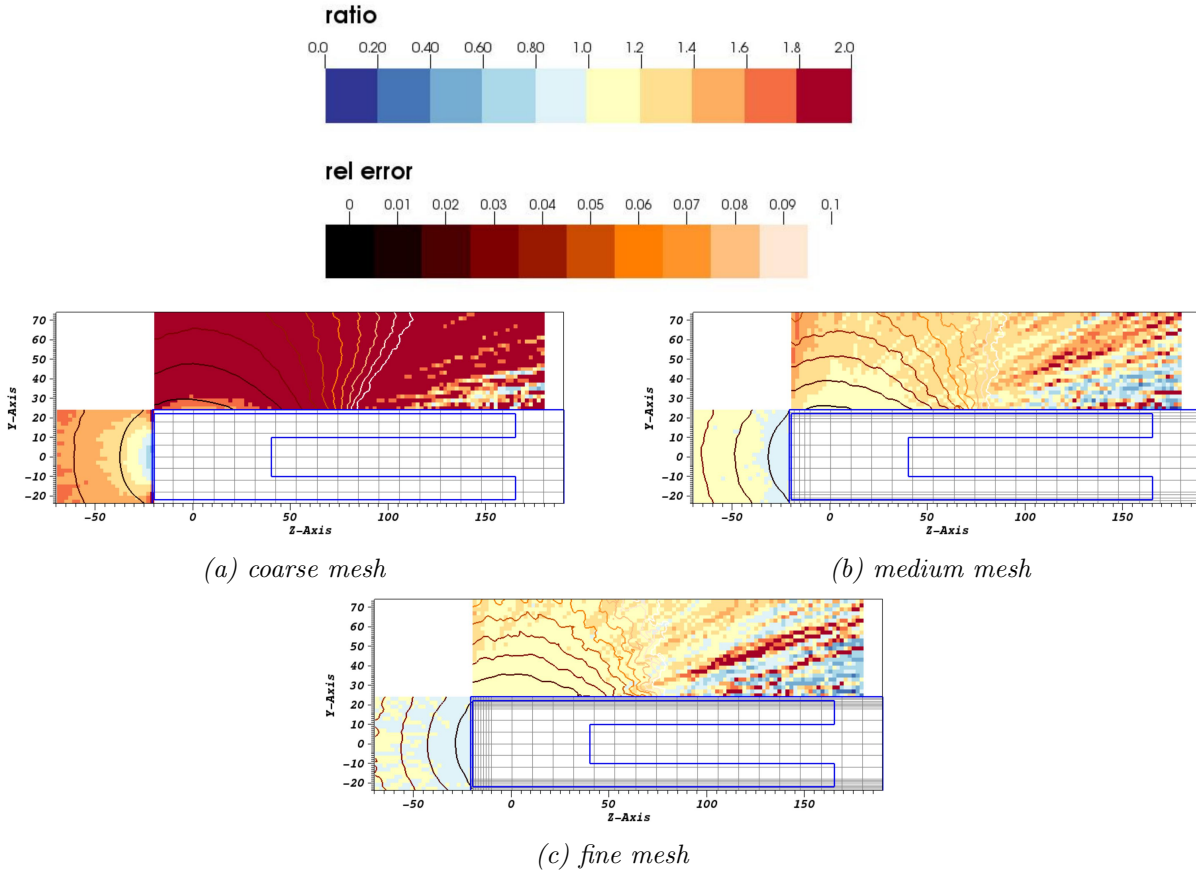 ratio
0.0 0.20 0.40 0.60 0.80 1.0 1.2 1.4 1.6 1.8 2.0
rel error
0 0.01 0.02 0.03 0.04 0.05 0.06 0.07 0.08 0.09 0.1
70
60
50
40
30
20
10
0
-10
-20
Y-Axis
-50 0 50 100 150
Z-Axis
(a) coarse mesh
70
60
50
40
30
20
10
0
-10
-20
Y-Axis
-50 0 50 100 150
Z-Axis
(b) medium mesh
70
60
50
40
30
20
10
0
-10
-20
Y-Axis
-50 0 50 100 150
Z-Axis
(c) fine mesh